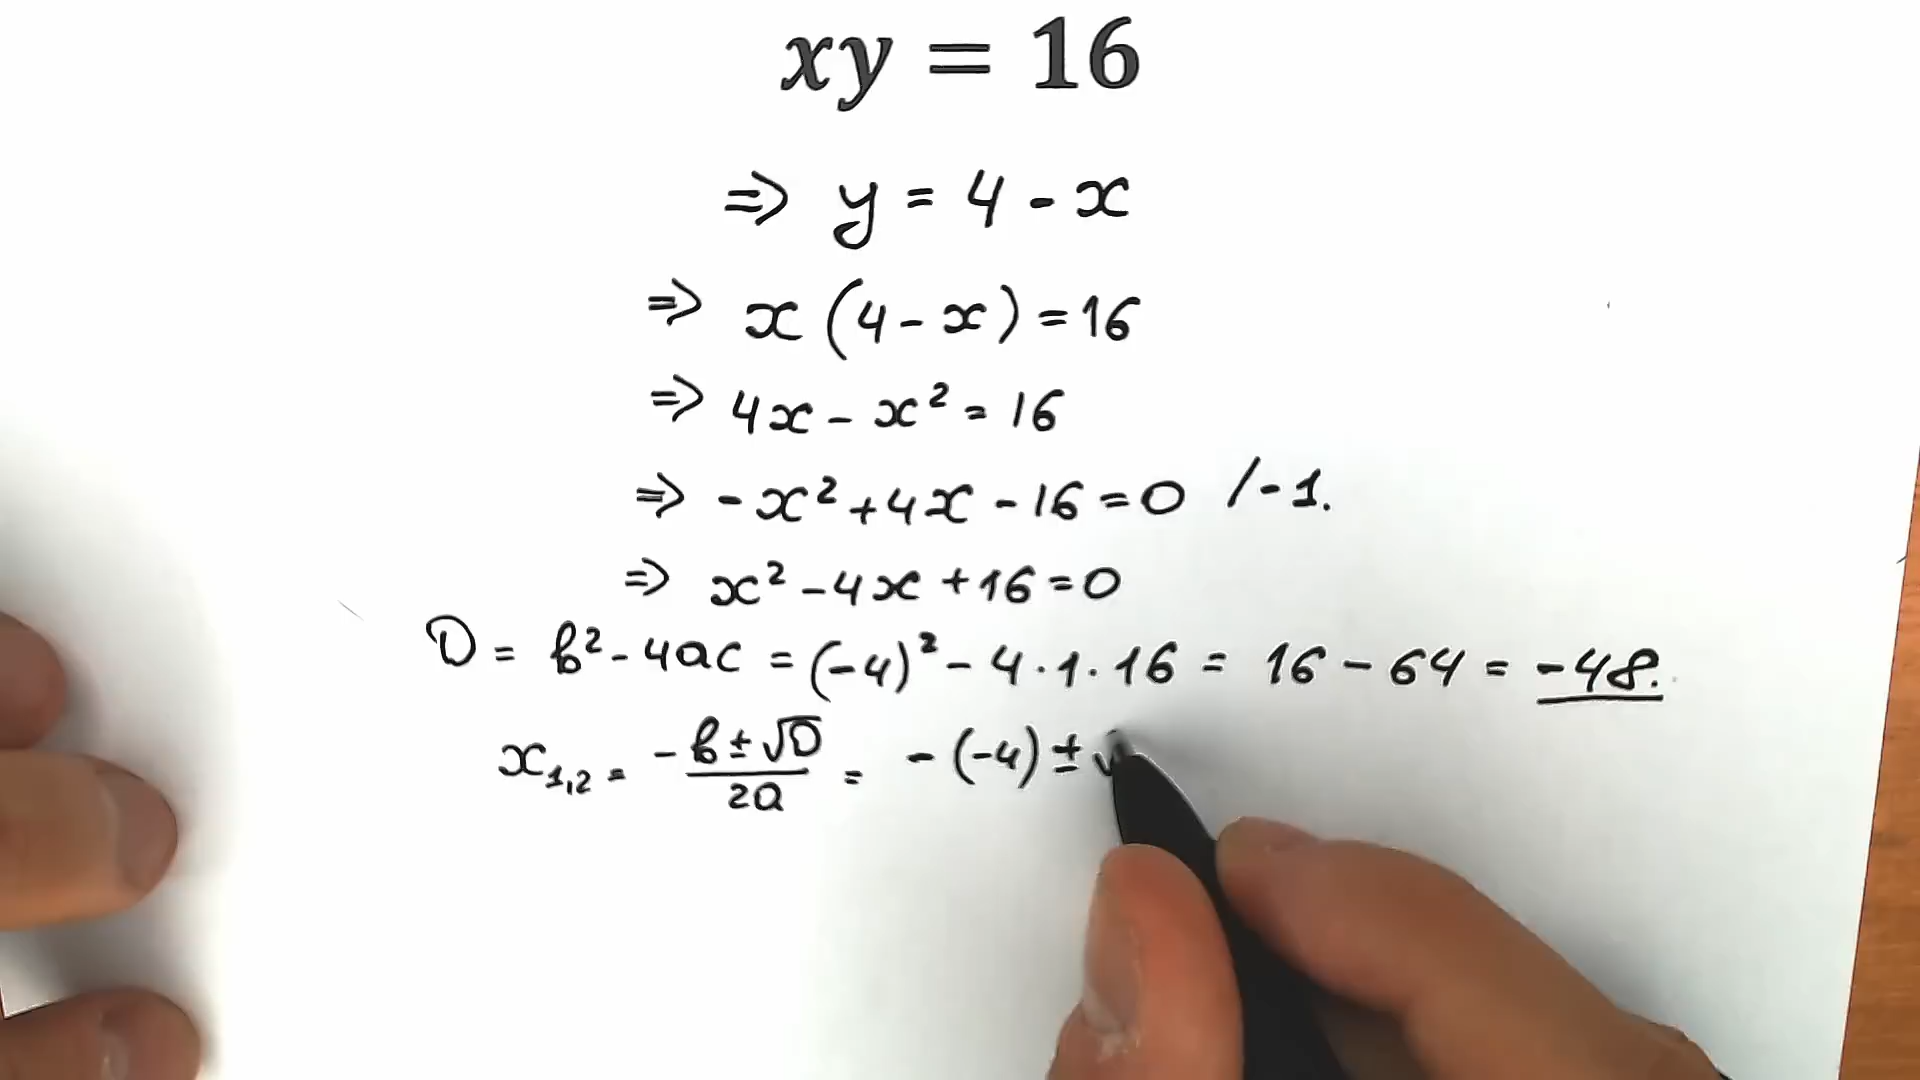 xy = 16
⇒ y = 4 - x
⇒ x(4 - x) = 16
⇒ 4x - x² = 16
⇒ -x² + 4x - 16 = 0 /-1.
⇒ x² - 4x + 16 = 0
D = b² - 4ac = (-4)² - 4·1·16 = 16 - 64 = -48.
x₁,₂ = -b±√D/2a = -(-4) ± √